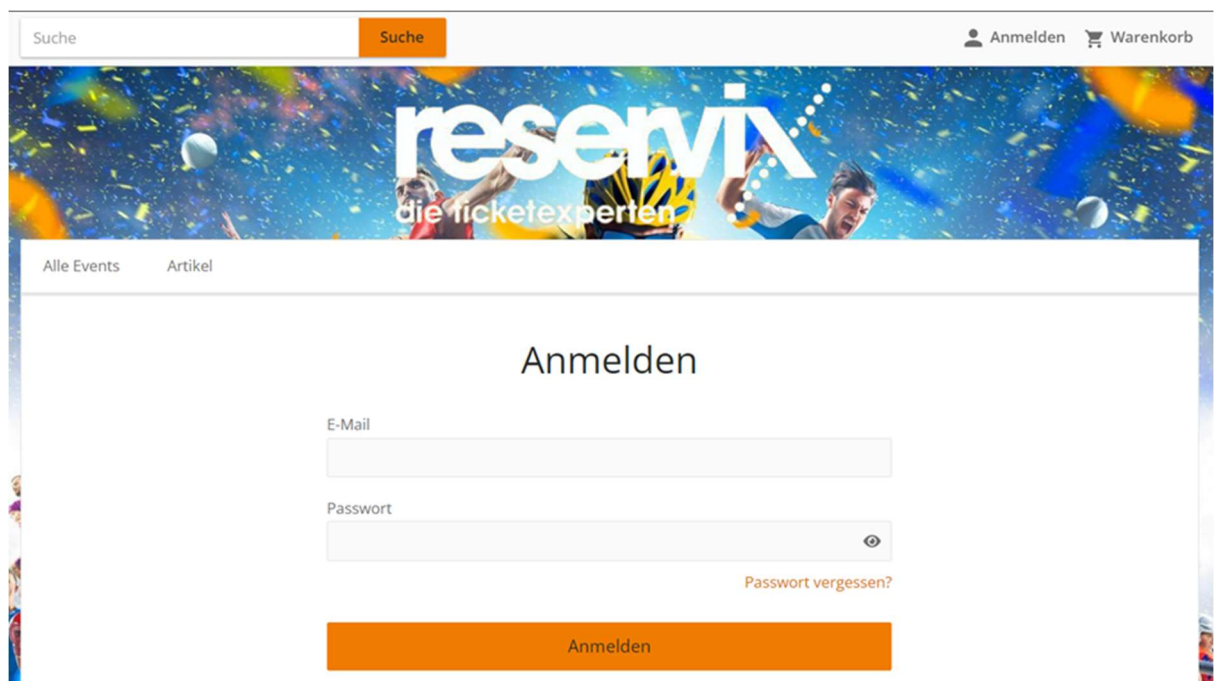 Suche
Suche
Anmelden
Warenkorb
reservix
die ticketexperten
Alle Events
Artikel
Anmelden
E-Mail
Passwort
Passwort vergessen?
Anmelden